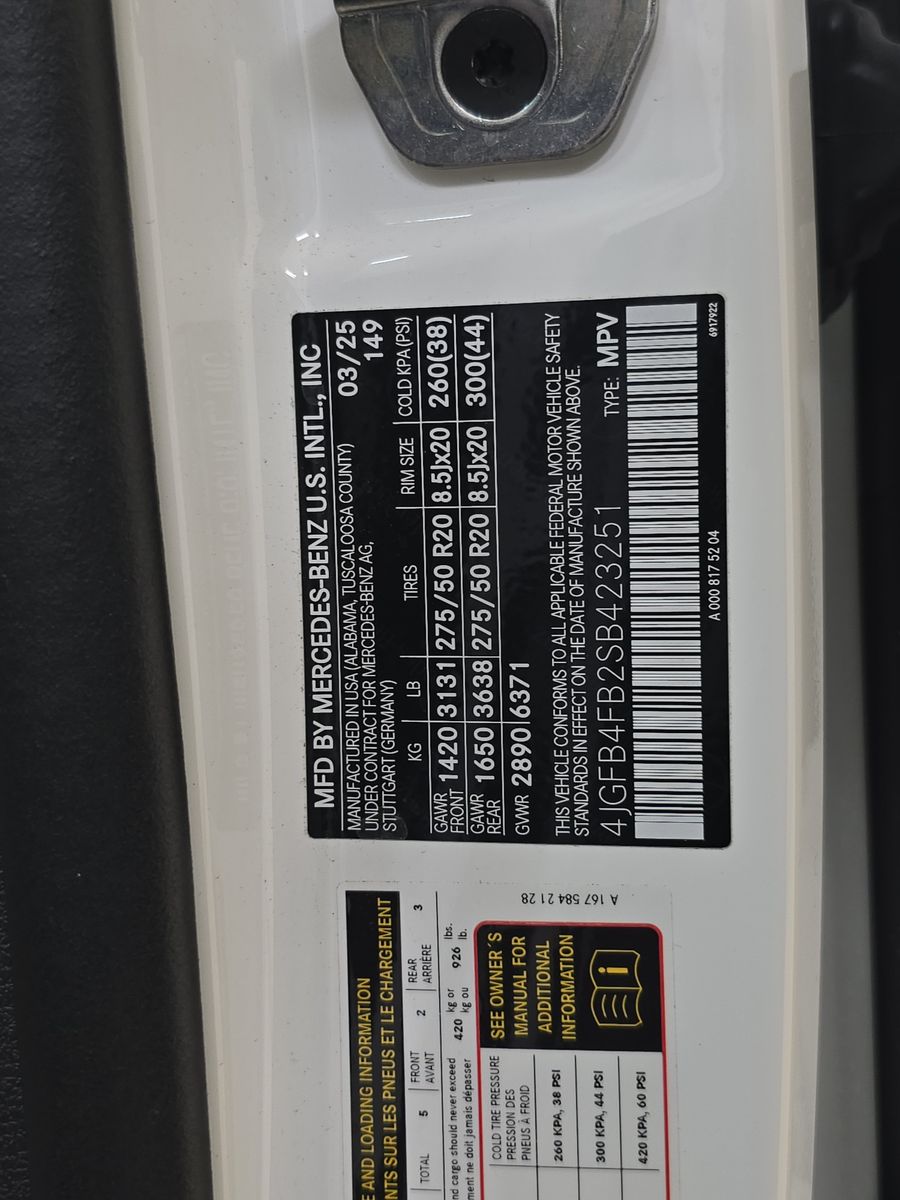 MFD BY MERCEDES-BENZ U.S. INTL., INC
MANUFACTURED IN USA (ALABAMA, TUSCALOOSA COUNTY) 03/25
UNDER CONTRACT FOR MERCEDES-BENZ AG, 149
STUTTGART (GERMANY)
KG LB TIRES RIM SIZE COLD KPA (PSI)
GAWR FRONT 1420 3131 275/50 R20 8.5Jx20 260(38)
GAWR REAR 1650 3638 275/50 R20 8.5Jx20 300(44)
GVWR 2890 6371
THIS VEHICLE CONFORMS TO ALL APPLICABLE FEDERAL MOTOR VEHICLE SAFETY
STANDARDS IN EFFECT ON THE DATE OF MANUFACTURE SHOWN ABOVE.
4JGFB4FB2SB423251 TYPE: MPV
A 000 817 52 04 6917922
E AND LOADING INFORMATION
NTS SUR LES PNEUS ET LE CHARGEMENT
TOTAL 5 FRONT AVANT 2 REAR ARRIÈRE 3
nd cargo should never exceed 420 kg or 926 lbs.
ment ne doit jamais dépasser kg ou lb.
COLD TIRE PRESSURE
PRESSION DES
PNEUS À FROID
260 KPA, 38 PSI
300 KPA, 44 PSI
420 KPA, 60 PSI
SEE OWNER´S
MANUAL FOR
ADDITIONAL
INFORMATION
i
A 167 584 21 28